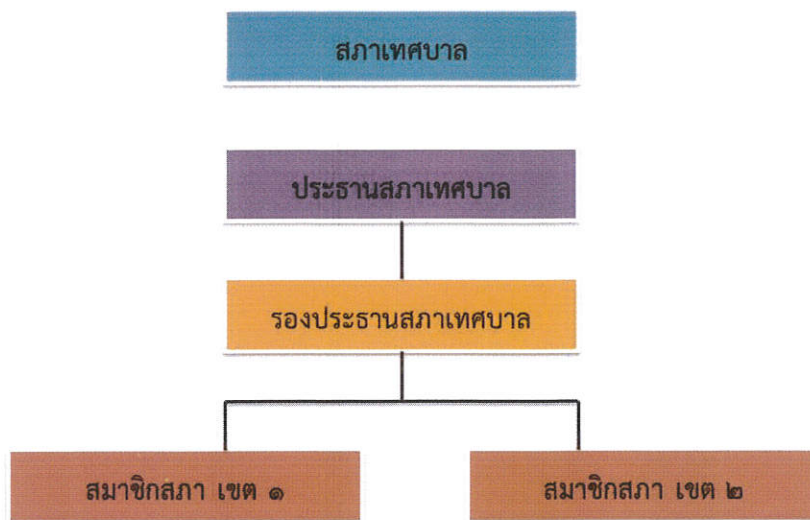 สภาเทศบาล
ประธานสภาเทศบาล
รองประธานสภาเทศบาล
สมาชิกสภา เขต ๑
สมาชิกสภา เขต ๒